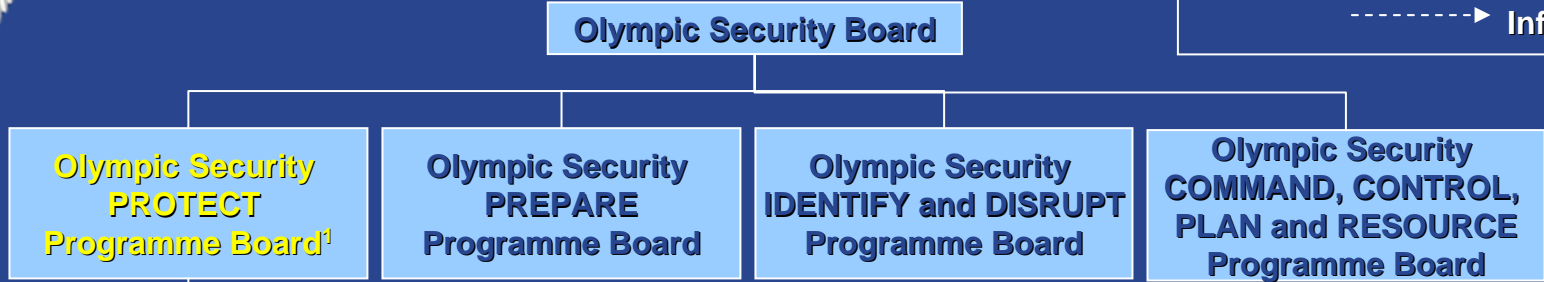 Olympic Security Board
Olympic Security
PROTECT
Programme Board¹
Olympic Security
PREPARE
Programme Board
Olympic Security
IDENTIFY and DISRUPT
Programme Board
Olympic Security
COMMAND, CONTROL,
PLAN and RESOURCE
Programme Board